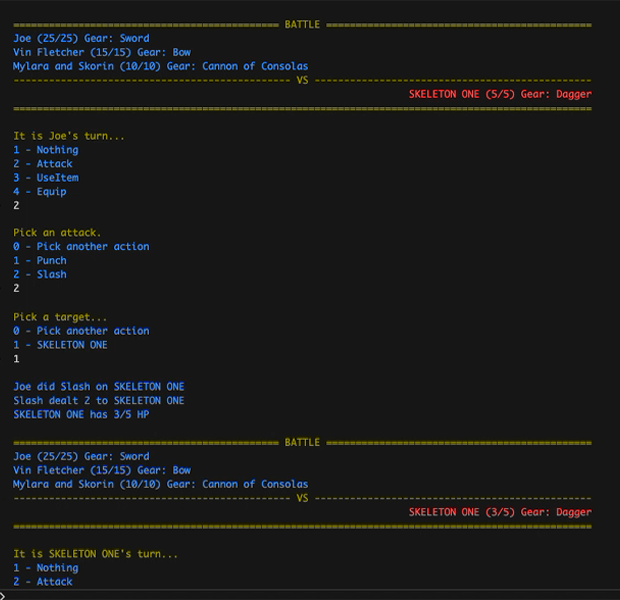 ============================================ BATTLE ============================================
Joe (25/25) Gear: Sword
Vin Fletcher (15/15) Gear: Bow
Mylara and Skorin (10/10) Gear: Cannon of Consolas
---------------------------------------------- VS ----------------------------------------------
SKELETON ONE (5/5) Gear: Dagger
================================================================================================
It is Joe's turn...
1 - Nothing
2 - Attack
3 - UseItem
4 - Equip
2
Pick an attack.
0 - Pick another action
1 - Punch
2 - Slash
2
Pick a target...
0 - Pick another action
1 - SKELETON ONE
1
Joe did Slash on SKELETON ONE
Slash dealt 2 to SKELETON ONE
SKELETON ONE has 3/5 HP
============================================ BATTLE ============================================
Joe (25/25) Gear: Sword
Vin Fletcher (15/15) Gear: Bow
Mylara and Skorin (10/10) Gear: Cannon of Consolas
---------------------------------------------- VS ----------------------------------------------
SKELETON ONE (3/5) Gear: Dagger
================================================================================================
It is SKELETON ONE's turn...
1 - Nothing
2 - Attack